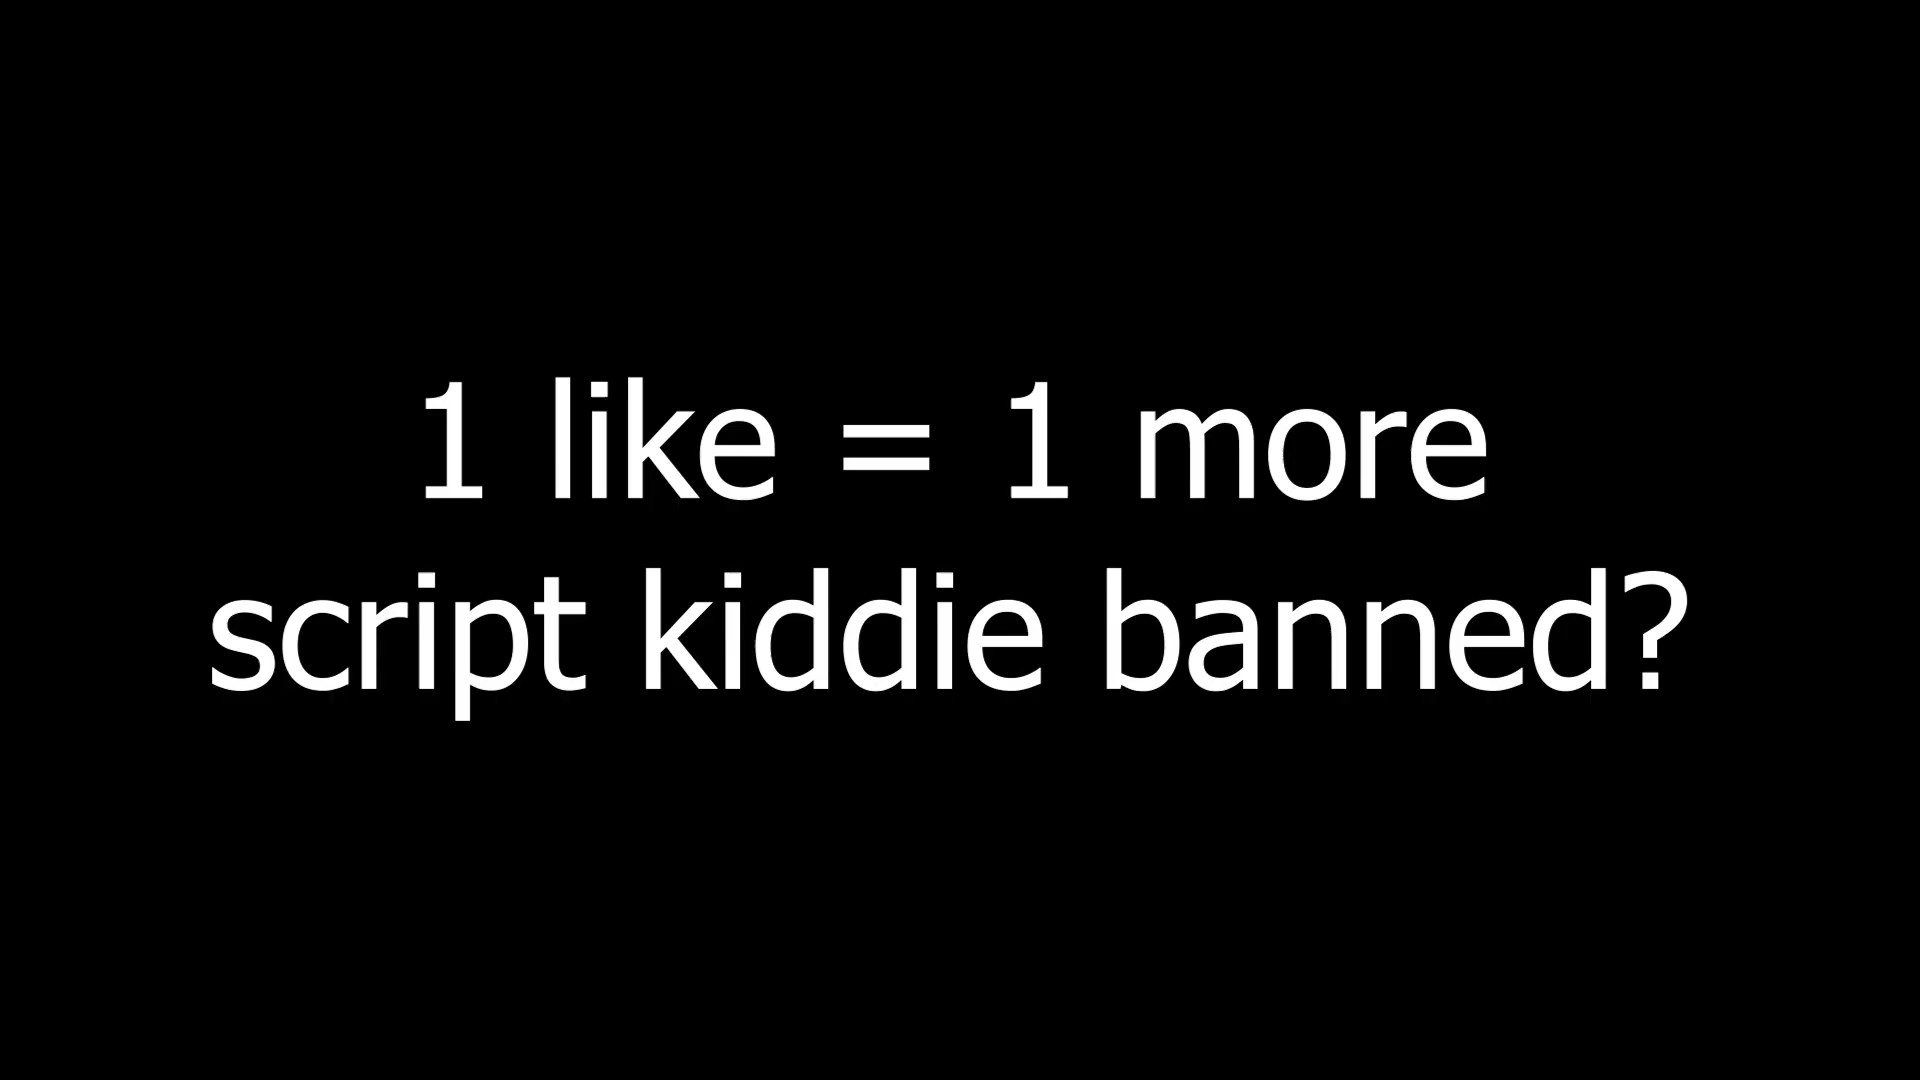 1 like = 1 more
script kiddie banned?